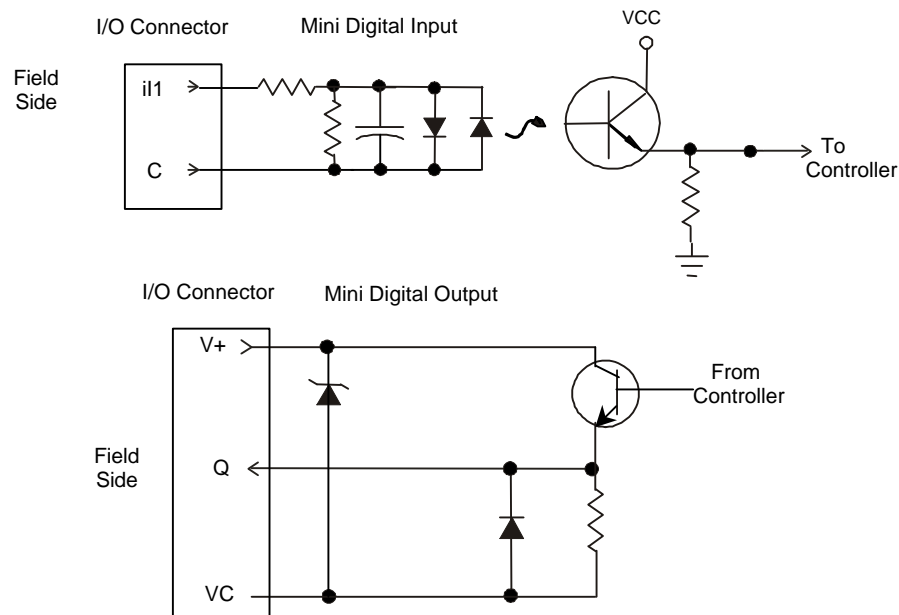 I/O Connector
Mini Digital Input
VCC
Field
Side
iI1
C
To
Controller
I/O Connector
Mini Digital Output
V+
From
Controller
Field
Side
Q
VC